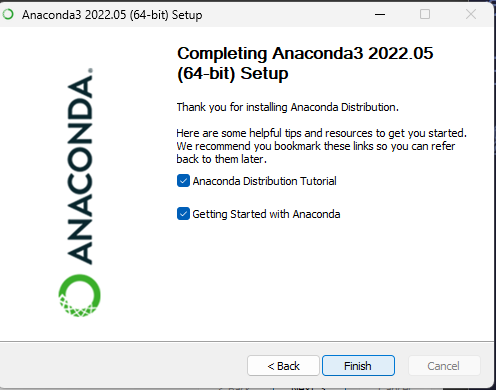 Anaconda3 2022.05 (64-bit) Setup
Completing Anaconda3 2022.05
(64-bit) Setup
Thank you for installing Anaconda Distribution.
Here are some helpful tips and resources to get you started.
We recommend you bookmark these links so you can refer
back to them later.
Anaconda Distribution Tutorial
Getting Started with Anaconda
ANACONDA.
< Back
Finish
Cancel